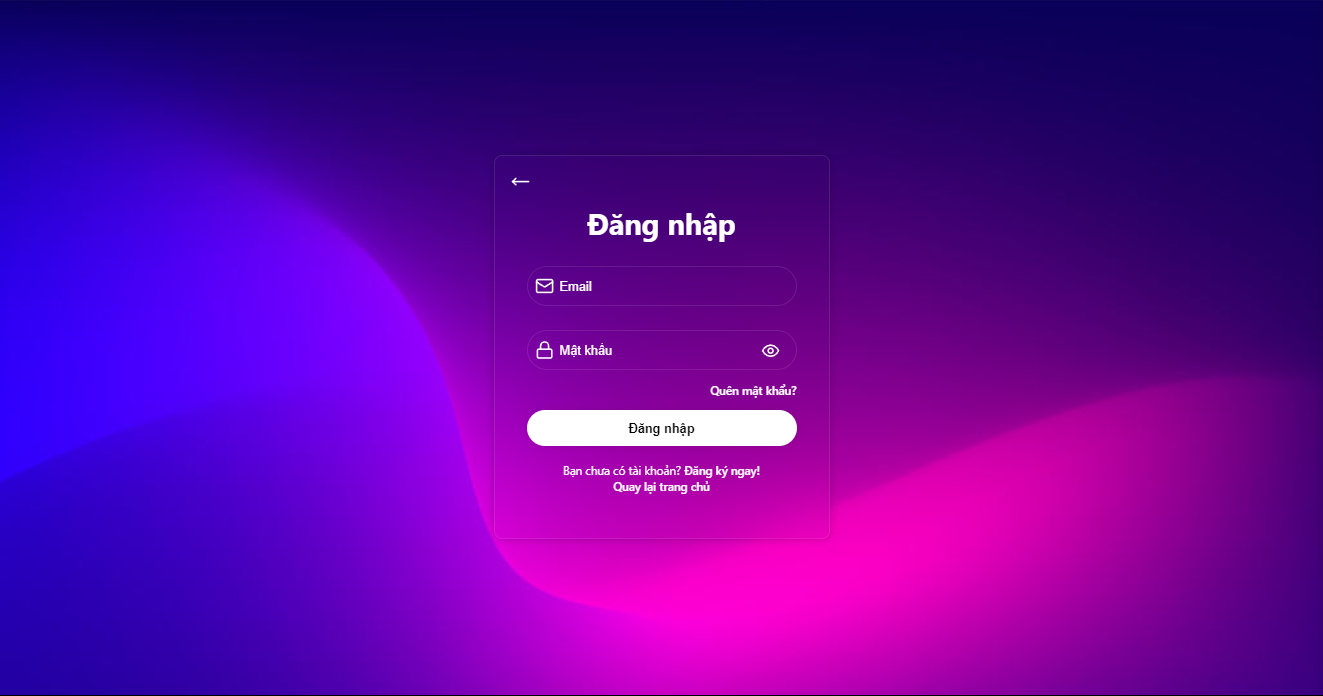 Đăng nhập
Email
Mật khẩu
Quên mật khẩu?
Đăng nhập
Bạn chưa có tài khoản? Đăng ký ngay!
Quay lại trang chủ